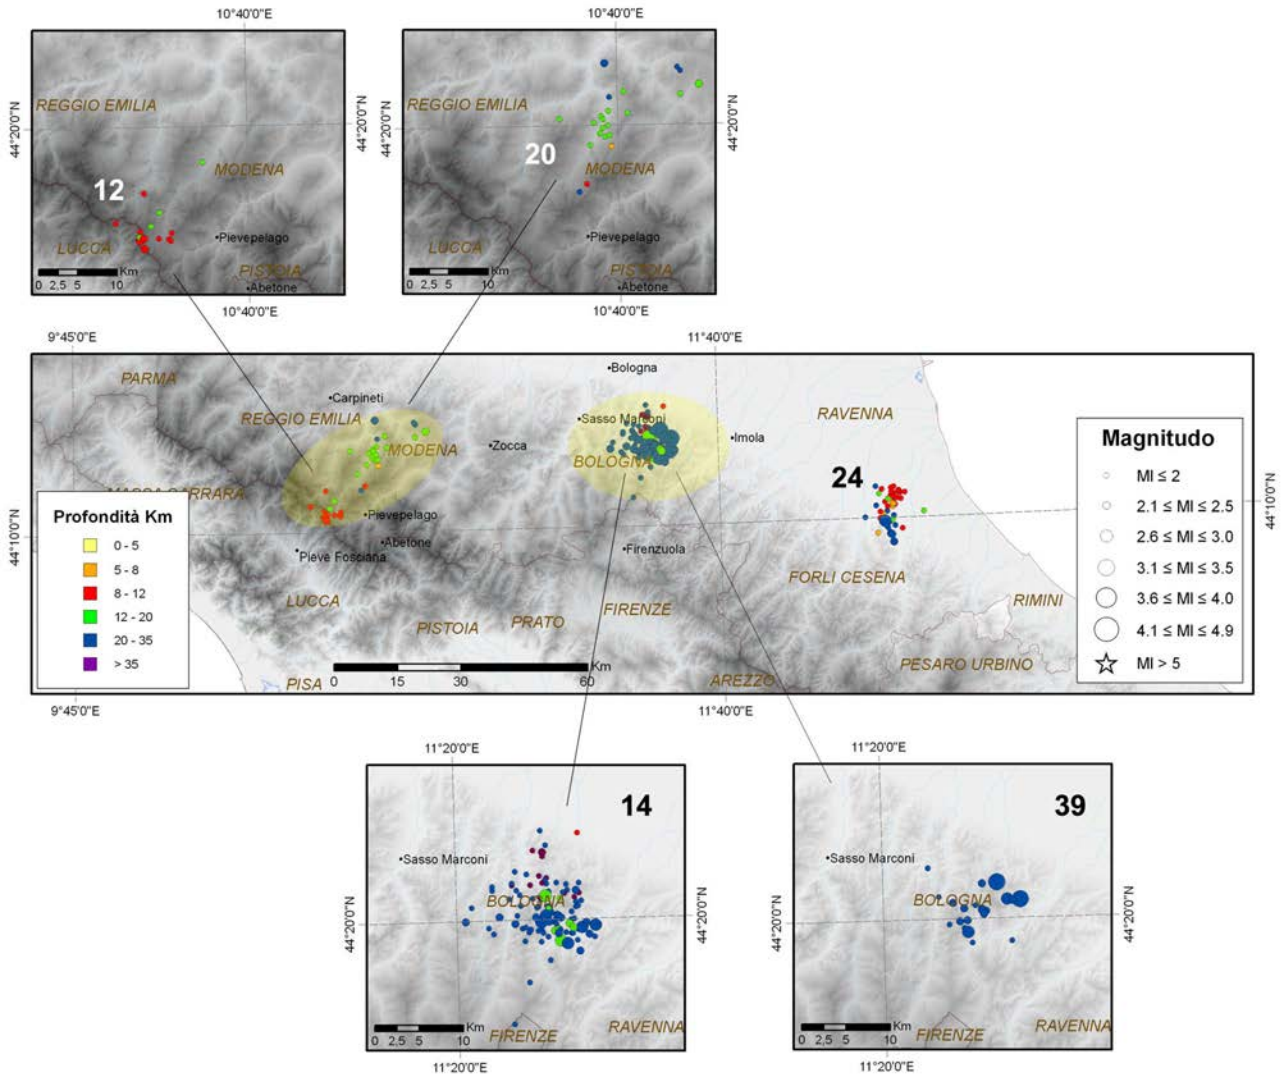 10°40'0"E
10°40'0"E
44°20'0"N
REGGIO EMILIA
MODENA
12
LUCCA
•Pievepelago
PISTOIA
•Abetone
Km
0 2,5 5 10
44°20'0"N
10°40'0"E
44°20'0"N
REGGIO EMILIA
20
MODENA
LUCCA
•Pievepelago
PISTOIA
•Abetone
Km
0 2,5 5 10
44°20'0"N
10°40'0"E
9°45'0"E
11°40'0"E
PARMA
•Bologna
•Carpineti
REGGIO EMILIA
•Sasso Marconi
RAVENNA
MODENA
•Zocca
•Imola
BOLOGNA
24
MASSA CARRARA
•Pievepelago
•Abetone
•Pieve Fosciana
•Firenzuola
FORLI CESENA
LUCCA
FIRENZE
RIMINI
PRATO
PISTOIA
PESARO URBINO
PISA
AREZZO
Km
0 15 30 60
44°10'0"N
44°10'0"N
Profondità Km
0 - 5
5 - 8
8 - 12
12 - 20
20 - 35
> 35
Magnitudo
Ml ≤ 2
2.1 ≤ Ml ≤ 2.5
2.6 ≤ Ml ≤ 3.0
3.1 ≤ Ml ≤ 3.5
3.6 ≤ Ml ≤ 4.0
4.1 ≤ Ml ≤ 4.9
Ml > 5
9°45'0"E
11°40'0"E
11°20'0"E
14
•Sasso Marconi
BOLOGNA
44°20'0"N
44°20'0"N
RAVENNA
FIRENZE
Km
0 2,5 5 10
11°20'0"E
11°20'0"E
39
•Sasso Marconi
BOLOGNA
44°20'0"N
44°20'0"N
RAVENNA
FIRENZE
Km
0 2,5 5 10
11°20'0"E